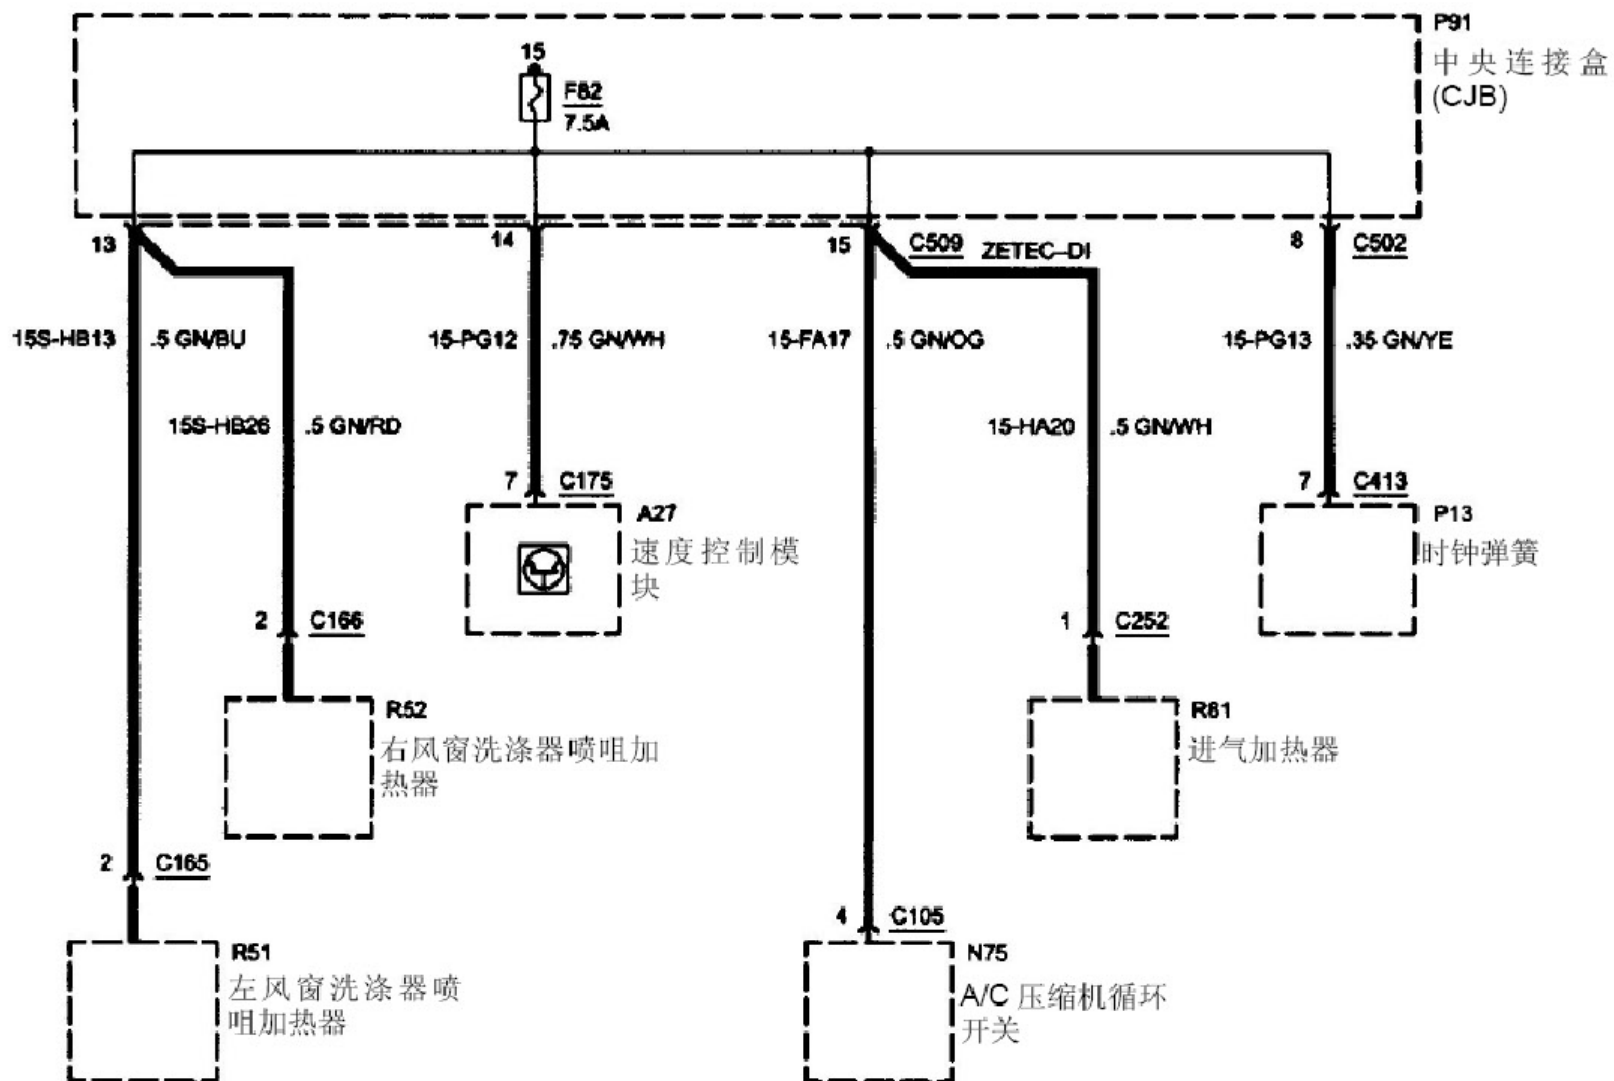 P91
中央连接盒
(CJB)
15
F82
7.5A
13
14
15
C509
ZETEC-DI
8
C502
15S-HB13
.5 GN/BU
15-PG12
.75 GN/WH
15-FA17
.5 GN/OG
15-PG13
.35 GN/YE
15S-HB26
.5 GN/RD
15-HA20
.5 GN/WH
7
C175
7
C413
A27
速度控制模
块
P13
时钟弹簧
2
C166
1
C252
R52
右风窗洗涤器喷咀加
热器
R81
进气加热器
2
C165
4
C105
R51
左风窗洗涤器喷
咀加热器
N75
A/C 压缩机循环
开关